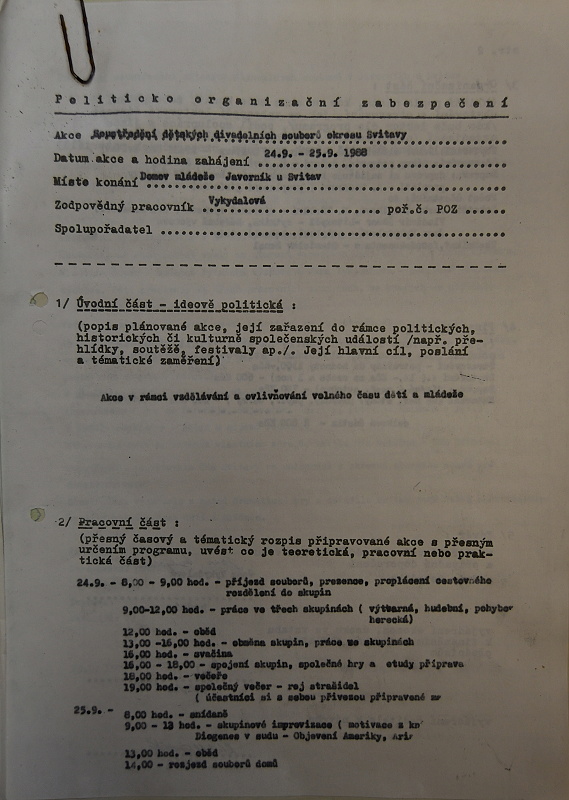 Politicko organizační zabezpečení
Akce Soustředění dětských divadelních souborů okresu Svitavy
Datum akce a hodina zahájení 24.9. - 25.9. 1988
Místo konání Domov mládeže Javorník u Svitav
Zodpovědný pracovník Vykydalová poř.č. POZ ......
Spolupořadatel
1/ Úvodní část - ideově politická :
(popis plánované akce, její zařazení do rámce politických,
historických či kulturně společenských událostí /např. pře-
hlídky, soutěžě, festivaly ap./. Její hlavní cíl, poslání
a tématické zaměření)
Akce v rámci vzdělávání a ovlivňování volného času dětí a mládeže
2/ Pracovní část :
(přesný časový a tématický rozpis připravované akce s přesným
určením programu, uvést co je teoretická, pracovní nebo prak-
tická část)
24.9. - 8,00 - 9,00 hod. - příjezd souborů, presence, proplácení cestovného
rozdělení do skupin
9,00-12,00 hod. - práce ve třech skupinách ( výtvarná, hudební, pohybo
herecká)
12,00 hod. - oběd
13,00 -16,00 hod. - obměna skupin, práce ve skupinách
16,00 hod. - svačina
16,00 - 18,00 - spojení skupin, společné hry a etudy příprava
18,00 hod. - večeře
19,00 hod. - společný večer - rej strašidel
( účastníci si s sebou přivezou připravené
25.9. -
8,00 hod. - snídaně
9,00 - 13 hod. - skupinové improvizace ( motivace z
Diogenes v sudu - Objevení Ameriky,
13,00 hod. - oběd
14,00 - rozjezd souborů domů